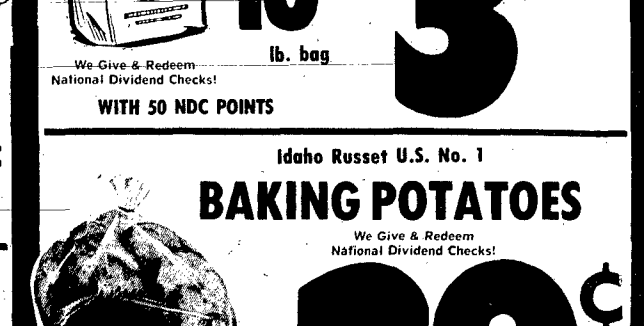 lb. bag
We Give & Redeem
National Dividend Checks!
WITH 50 NDC POINTS
Idaho Russet U.S. No. 1
BAKING POTATOES
We Give & Redeem
National Dividend Checks!
¢